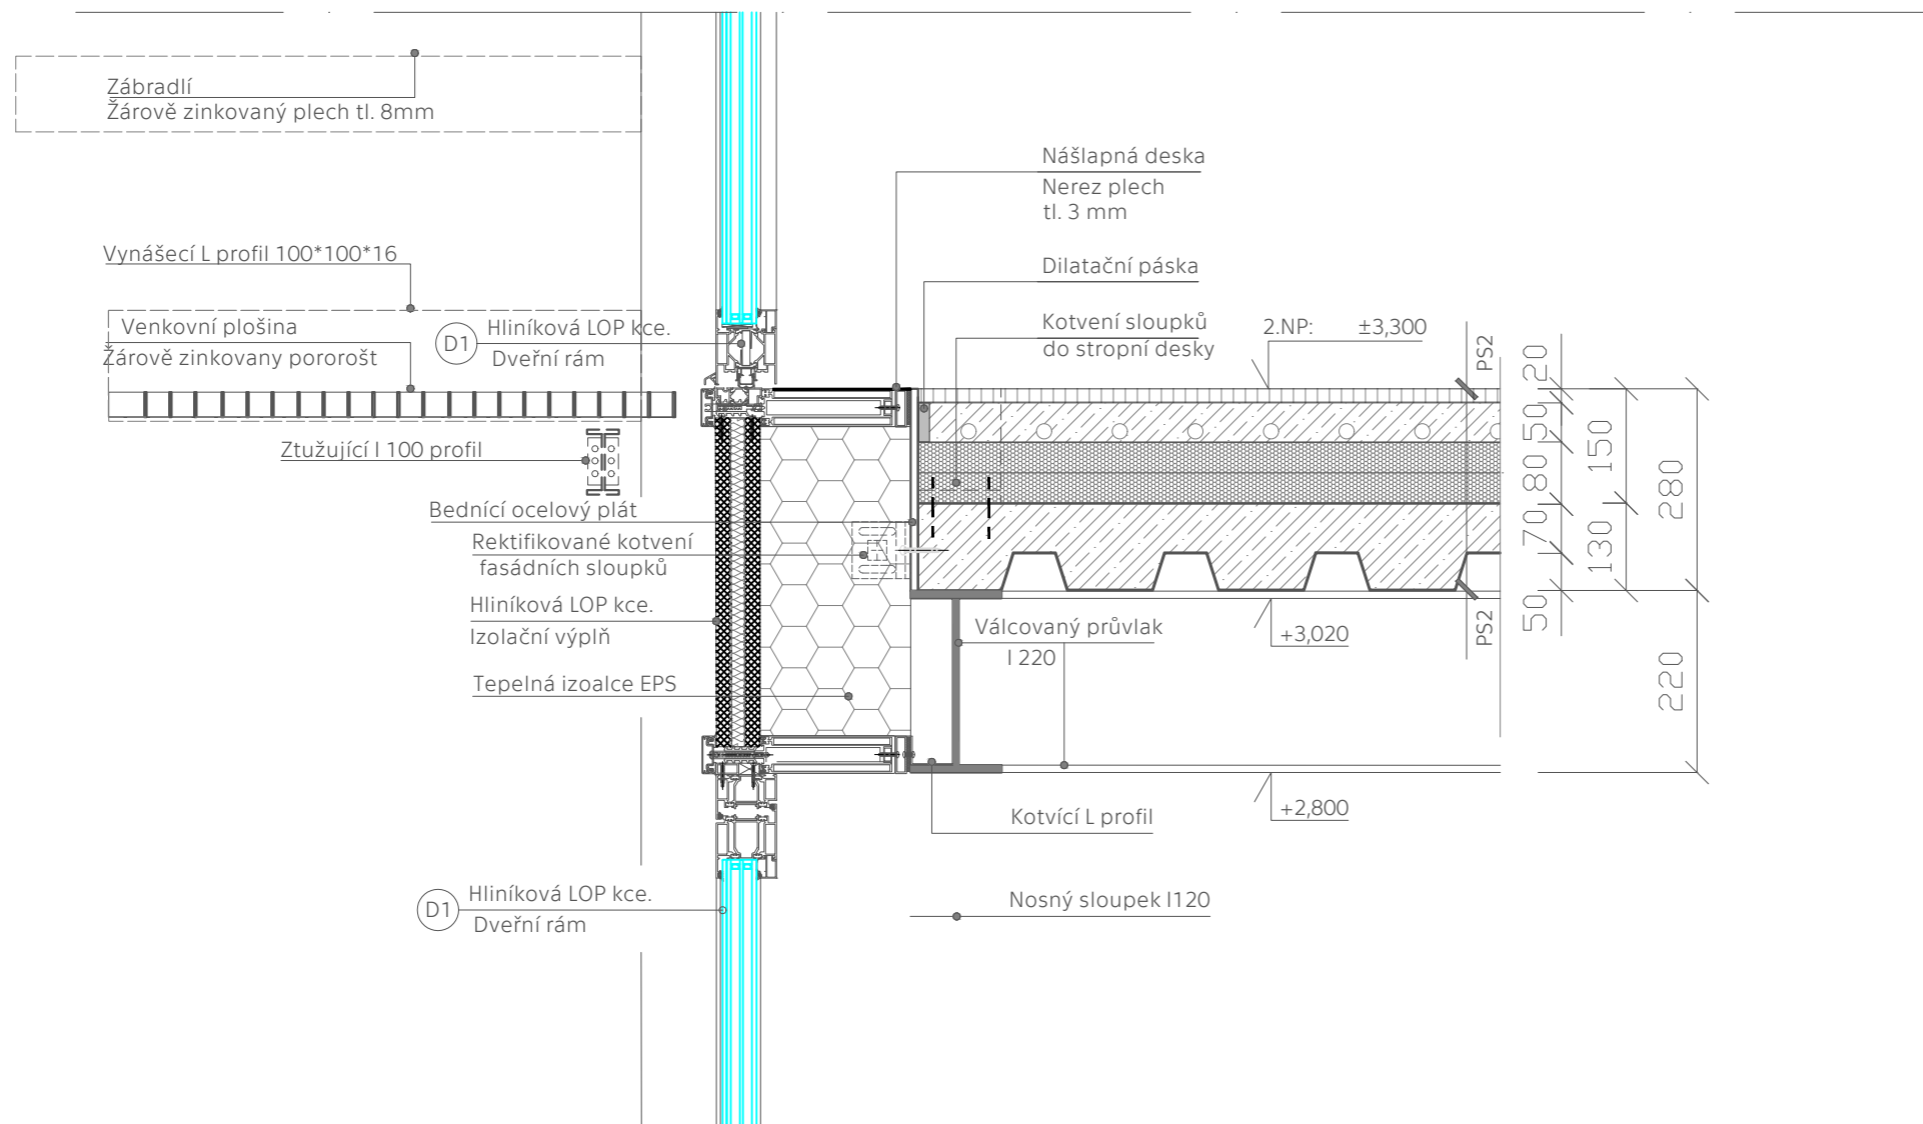 Zábradlí
Žárově zinkovaný plech tl. 8mm
Nášlapná deska
Nerez plech
tl. 3 mm
Vynášecí L profil 100*100*16
Dilatační páska
Venkovní plošina
Žárově zinkovany pororošt
D1
Hliníková LOP kce.
Dveřní rám
Kotvení sloupků
do stropní desky
2.NP: ±3,300
PS2
20
50
80
70
50
150
130
280
220
Ztužující I 100 profil
Bednící ocelový plát
Rektifikované kotvení
fasádních sloupků
Hliníková LOP kce.
Izolační výplň
Tepelná izoalce EPS
Válcovaný průvlak
I 220
+3,020
PS2
+2,800
Kotvící L profil
D1
Hliníková LOP kce.
Dveřní rám
Nosný sloupek I120